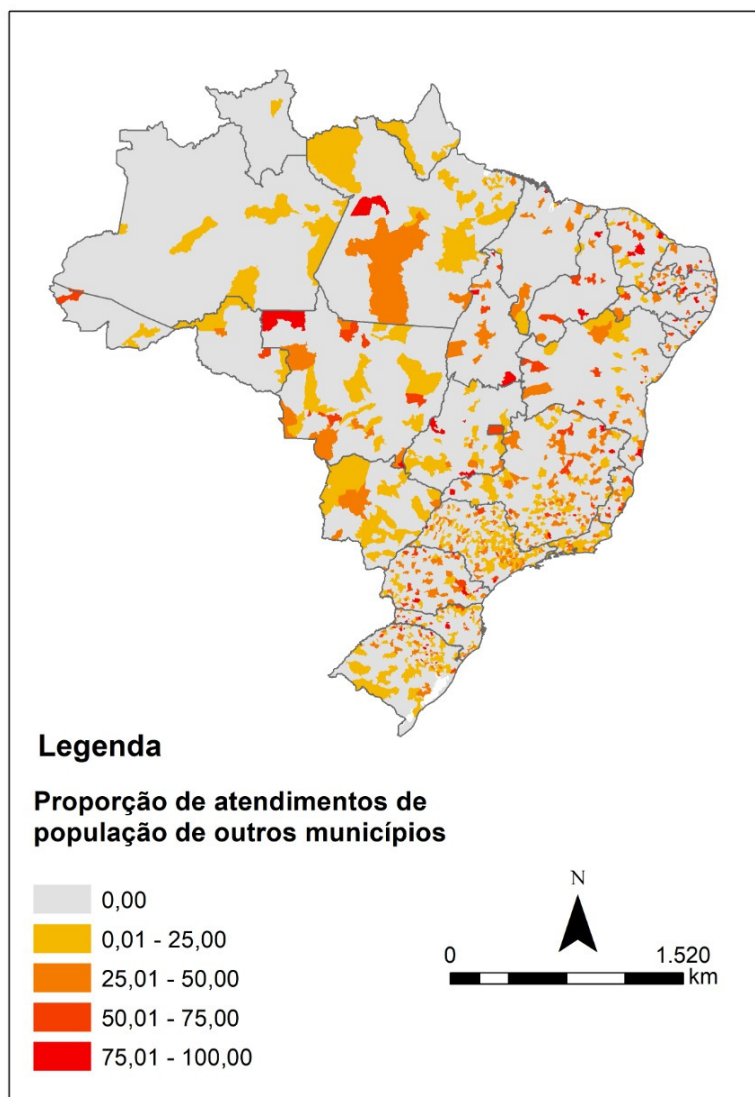 Legenda
Proporção de atendimentos de
população de outros municípios
0,00
0,01 - 25,00
25,01 - 50,00
50,01 - 75,00
75,01 - 100,00
N
0 1.520
km